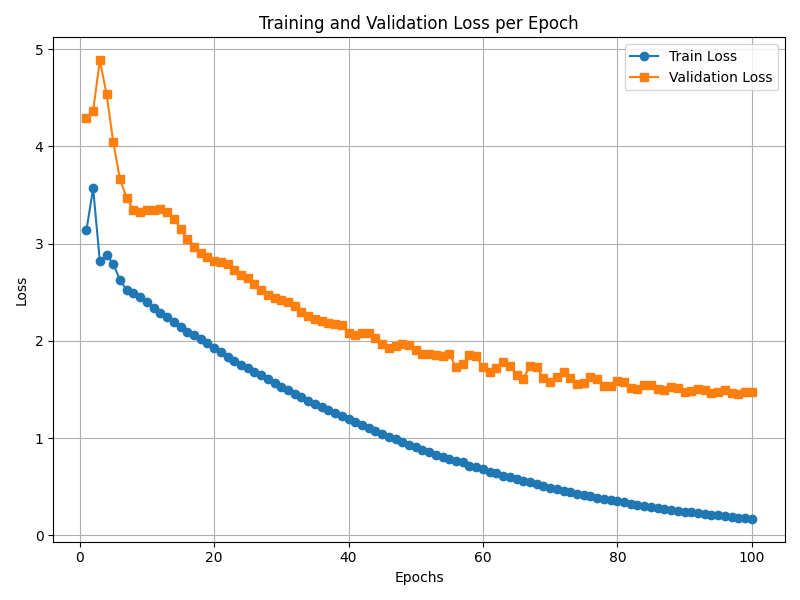 Training and Validation Loss per Epoch
Train Loss
Validation Loss
5
4
3
2
1
0
Loss
0 20 40 60 80 100
Epochs